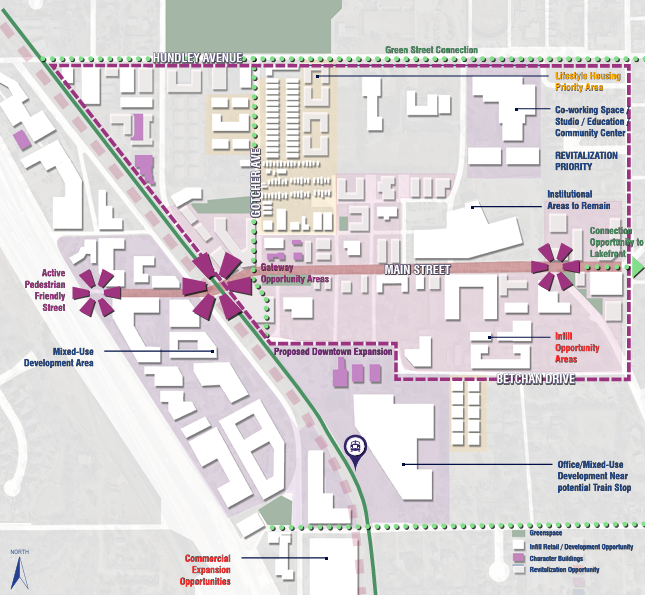 Green Street Connection
HUNDLEY AVENUE
Lifestyle Housing
Priority Area
Co-working Space /
Studio / Education
Community Center
REVITALIZATION
PRIORITY
GOTCHER AVE
Institutional
Areas to Remain
Connection
Opportunity to
Lakefront
Active
Pedestrian
Friendly
Street
Gateway
Opportunity Areas
MAIN STREET
Mixed-Use
Development Area
Proposed Downtown Expansion
Infill
Opportunity
Areas
BETCHAN DRIVE
Office/Mixed-Use
Development Near
potential Train Stop
NORTH
Commercial
Expansion
Opportunities
Greenspace
Infill Retail / Development Opportunity
Character Buildings
Revitalization Opportunity